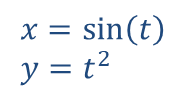 x = sin(t)
y = t²